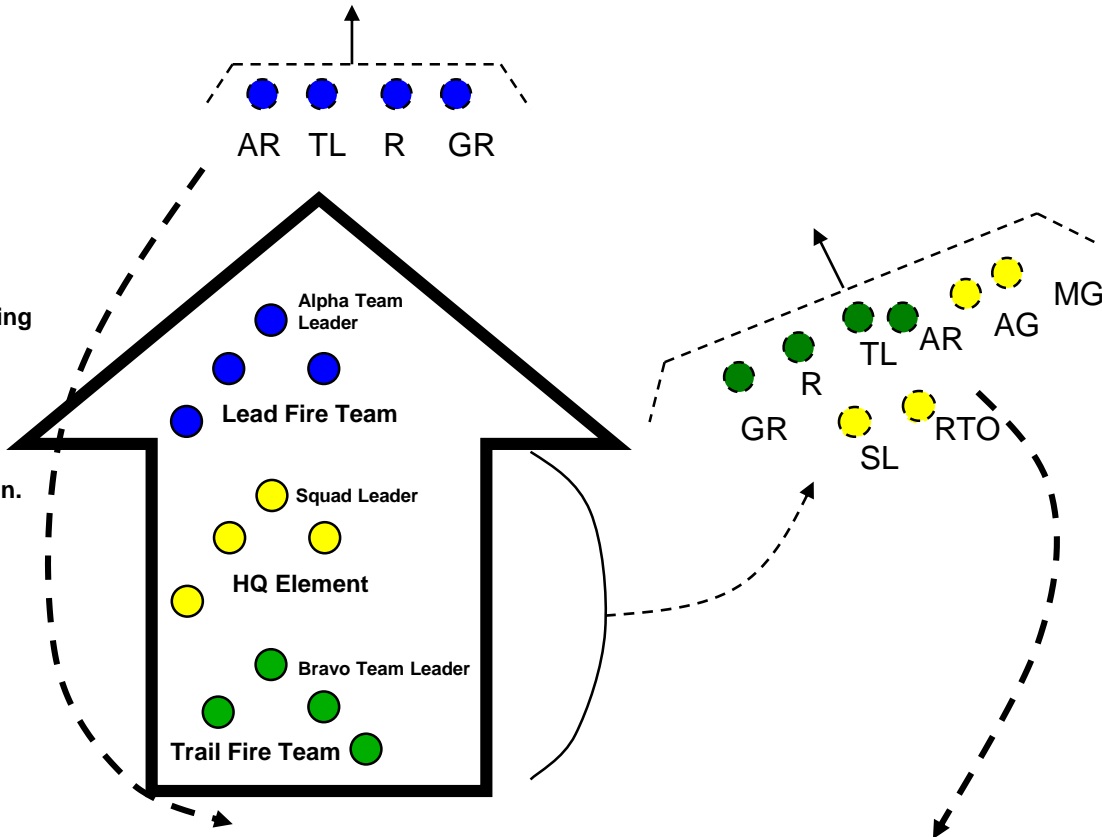 AR TL R GR
ing
n.
Alpha Team
Leader
Lead Fire Team
Squad Leader
HQ Element
Bravo Team Leader
Trail Fire Team
MG
AG
AR
TL
R
GR
RTO
SL